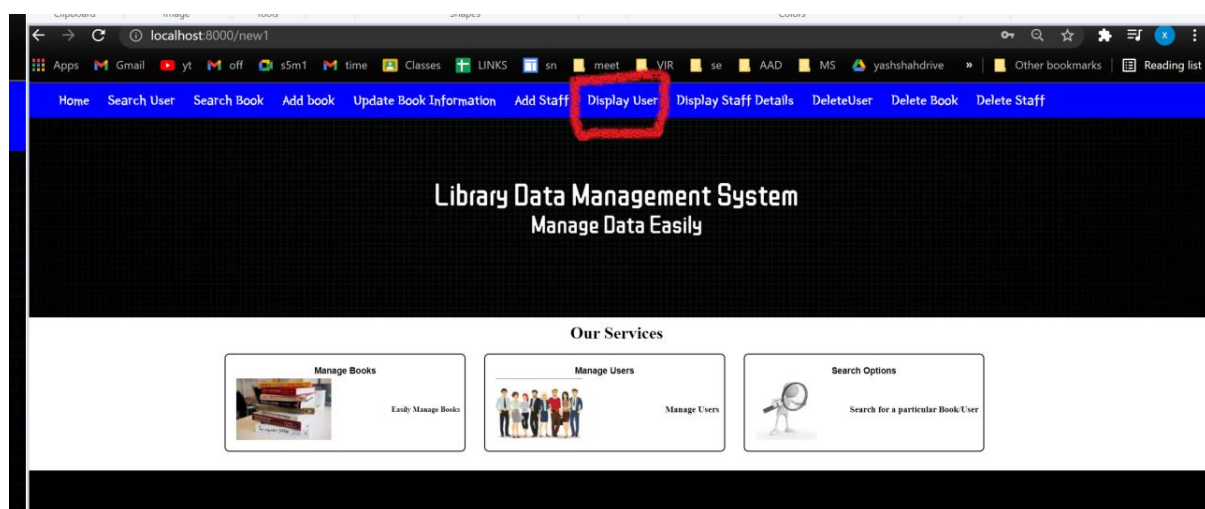 localhost:8000/new1
Apps Gmail yt off s5m1 time Classes LINKS sn meet VIR se AAD MS yashshahdrive » Other bookmarks Reading list
Home Search User Search Book Add book Update Book Information Add Staff Display User Display Staff Details DeleteUser Delete Book Delete Staff
Library Data Management System
Manage Data Easily
Our Services
Manage Books Manage Users Search Options
Easily Manage Books Manage Users Search for a particular Book/User